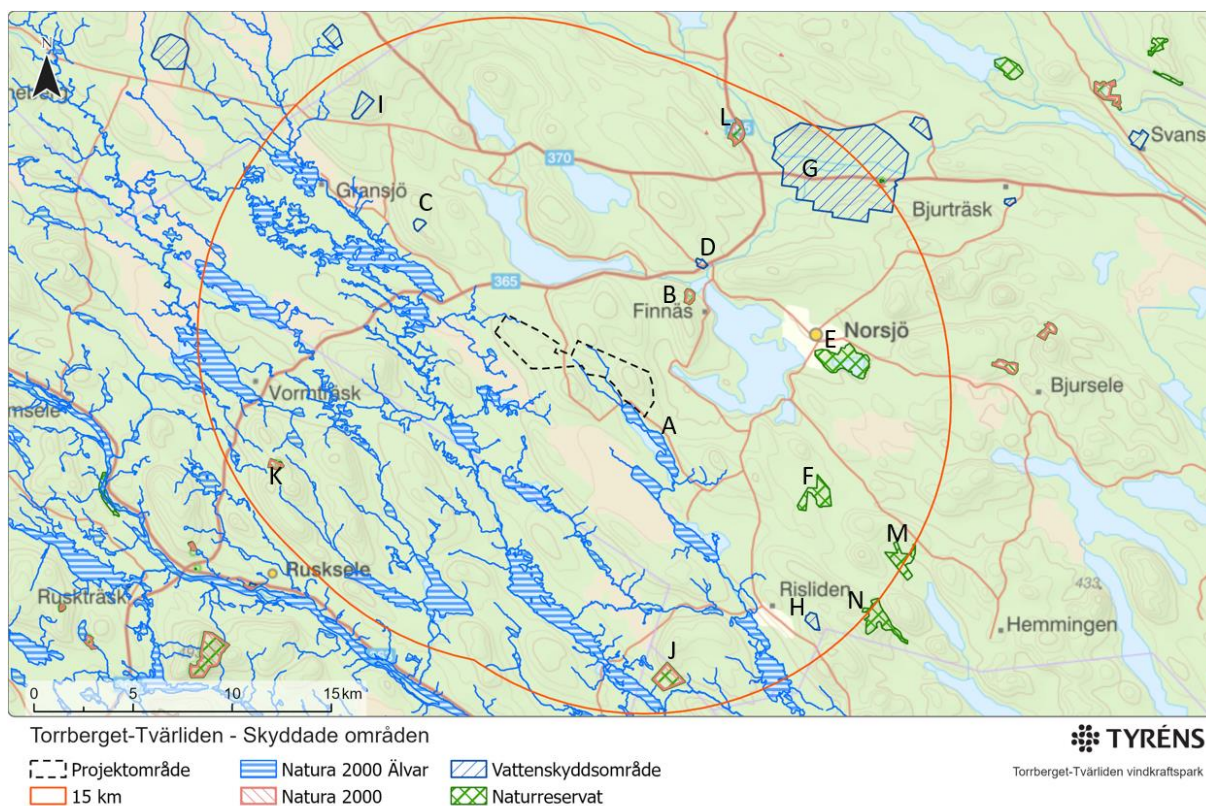 N
I
L
370
G
Svans
Gransjö
C
Bjurträsk
D
365
B
Finnäs
Norsjö
E
Vormträsk
Bjursele
A
K
F
M
Rusksele
433.
Ruskträsk
Risliden
H
N
Hemmingen
J
0 5 10 15 km
Torrberget-Tvärliden - Skyddade områden
TYRÉNS
Projektområde
Natura 2000 Älvar
Vattenskyddsområde
Torrberget-Tvärliden vindkraftspark
15 km
Natura 2000
Naturreservat